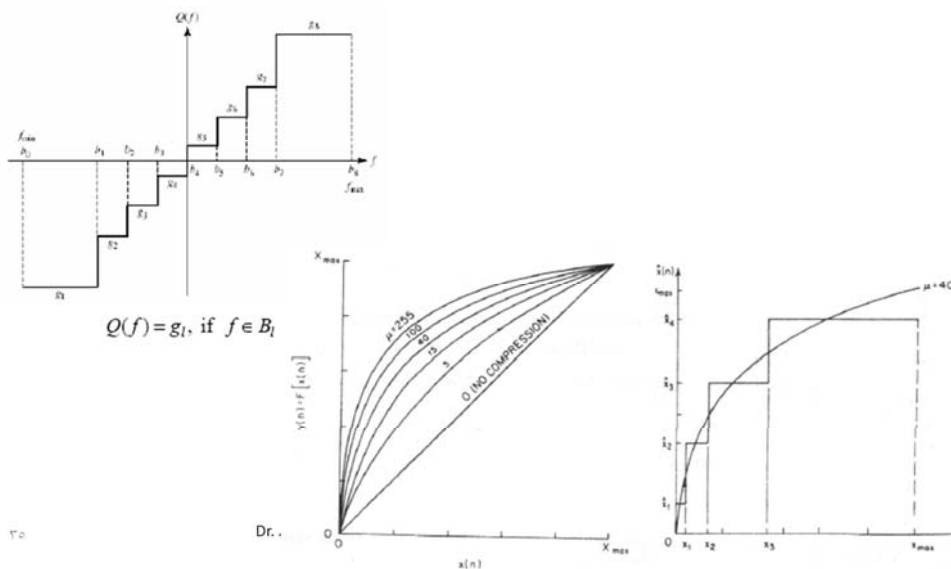 Q(f)
g8
g7
g6
g5
fmin
b0 b1 b2 b3
f
b4 b5 b6 b7 b8
fmax
g4
g3
g2
g1
Q(f) = gl, if f ∈ Bl
Xmax
y(n) = F [x(n)]
μ=255
100
40
15
5
0 (NO COMPRESSION)
0
0
Xmax
x(n)
x̂(n)
μ=40
x̂4
x̂3
x̂2
x̂1
0 x1 x2 x3 xmax
Dr. .
۲۵